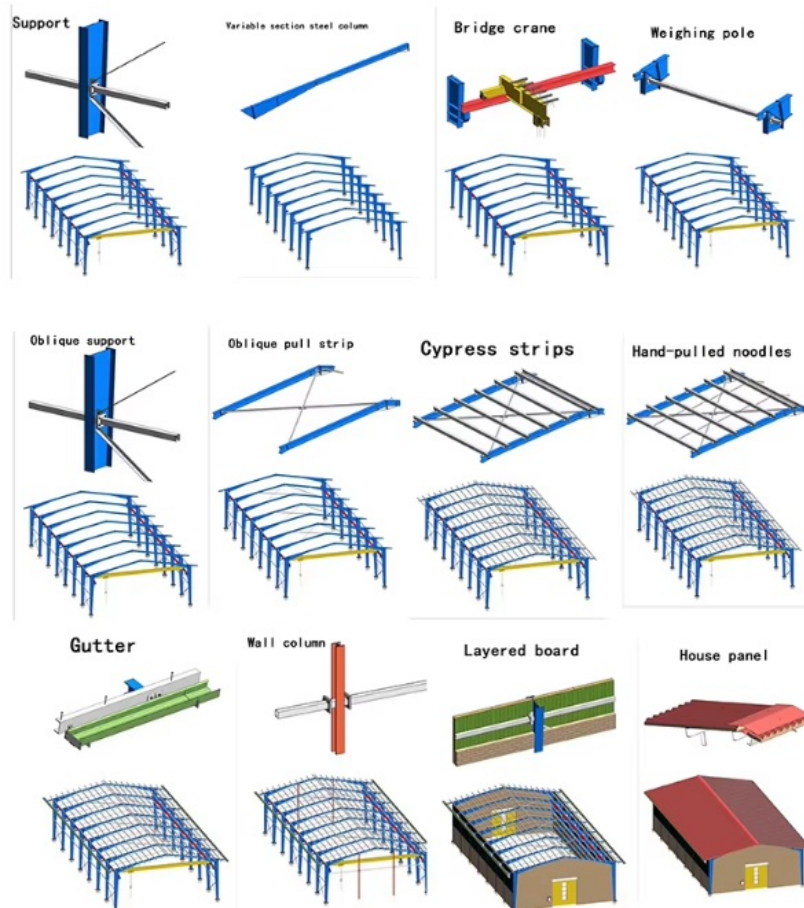 Support
Variable section steel column
Bridge crane
Weighing pole
Oblique support
Oblique pull strip
Cypress strips
Hand-pulled noodles
Gutter
Wall column
Layered board
House panel